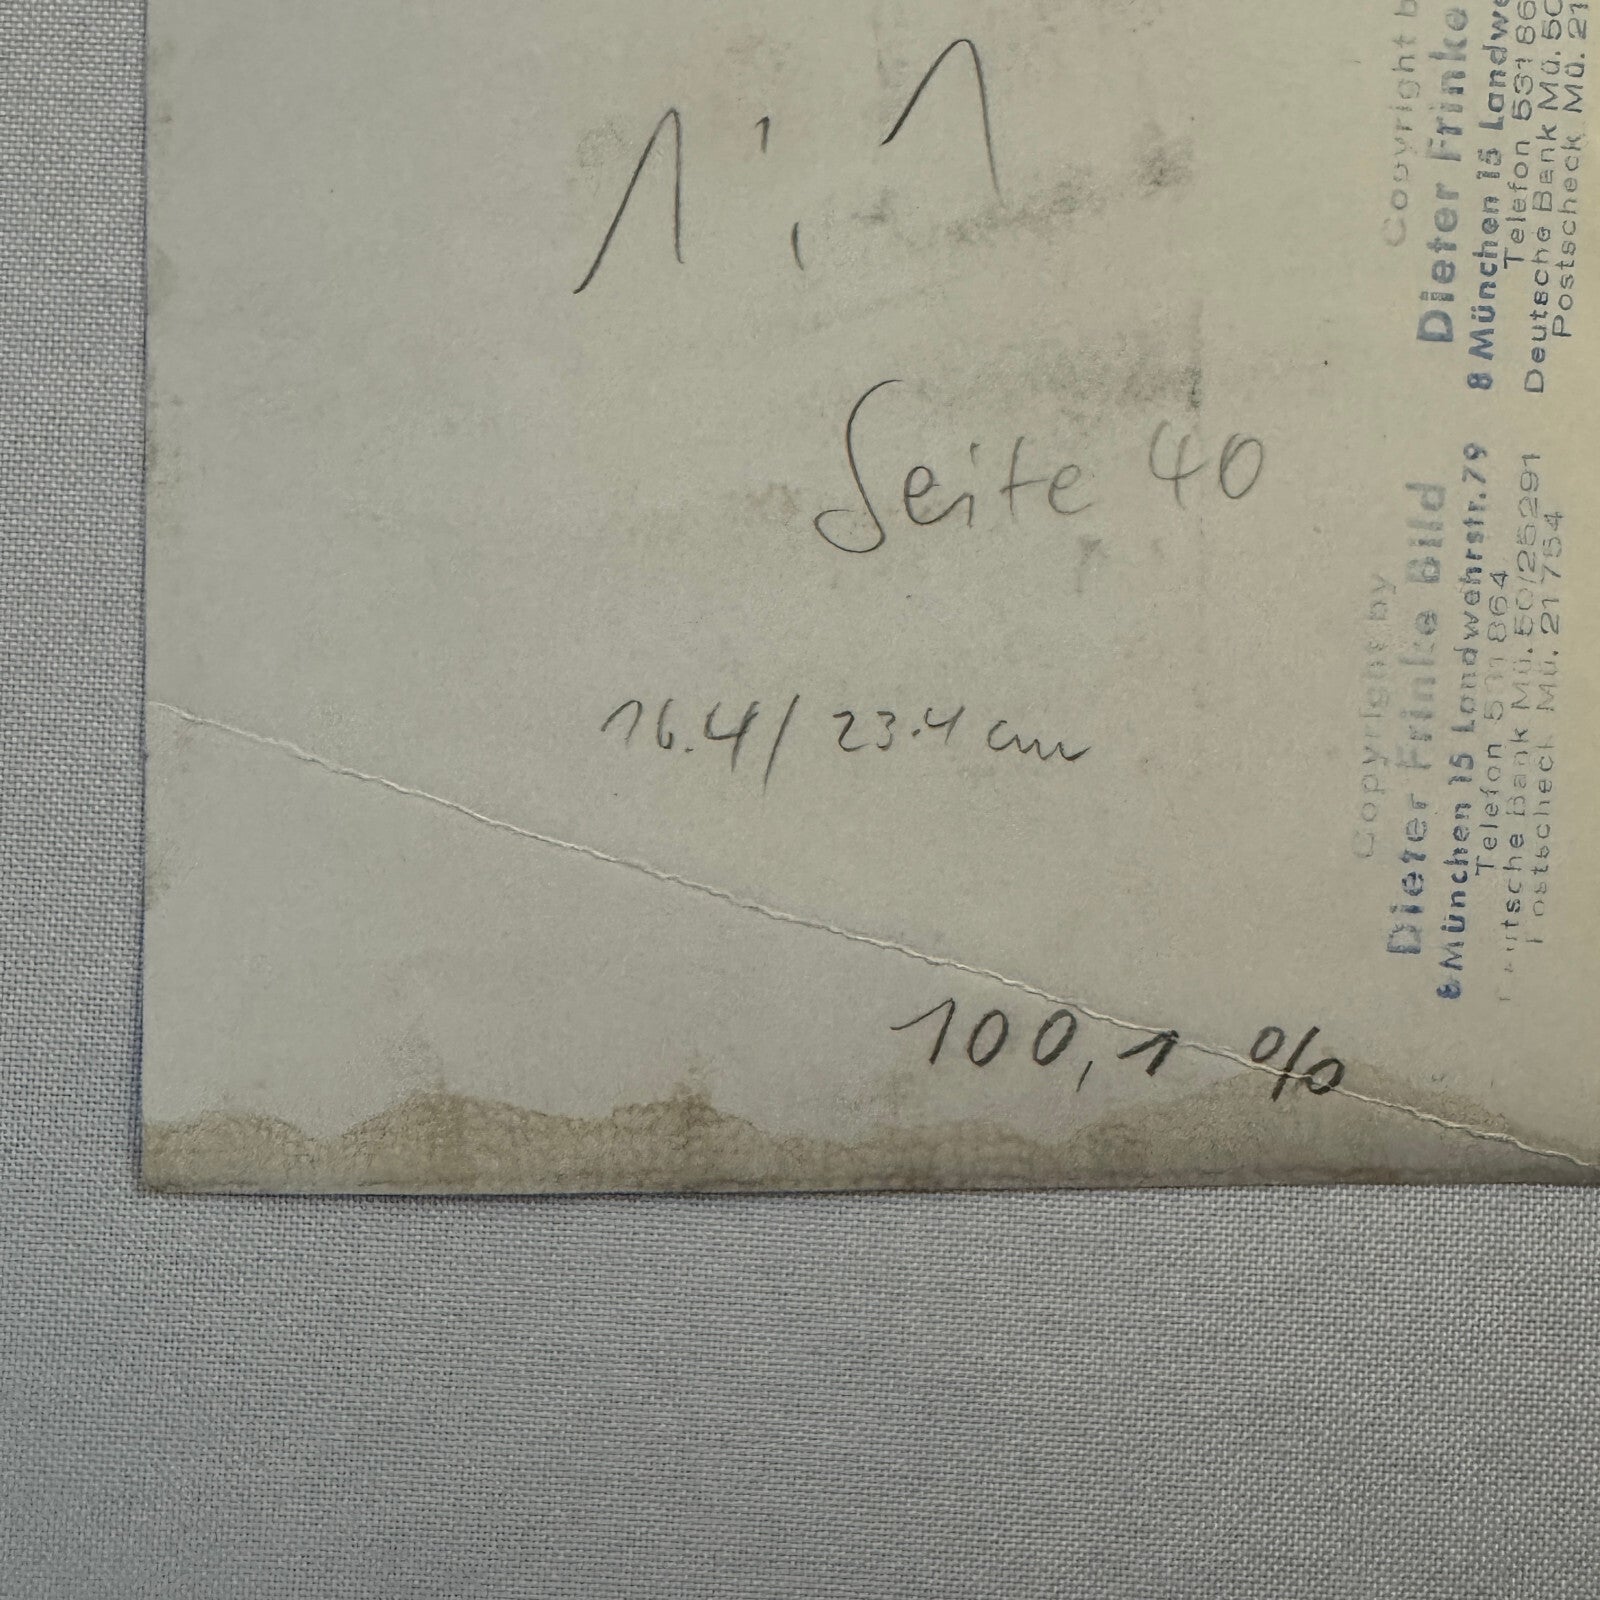 1:1
Seite 40
16.4/23.4 cm
100,1 %
Copyright by
Dieter Frinke Bild
8 München 15 Landwehrstr. 79
Telefon 531 864
Deutsche Bank Mü. 50/25291
Postscheck Mü. 21 754
Copyright b
Dieter Frinke
8 München 15 Landwe
Telefon 531 86
Deutsche Bank Mü. 50
Postscheck Mü. 21